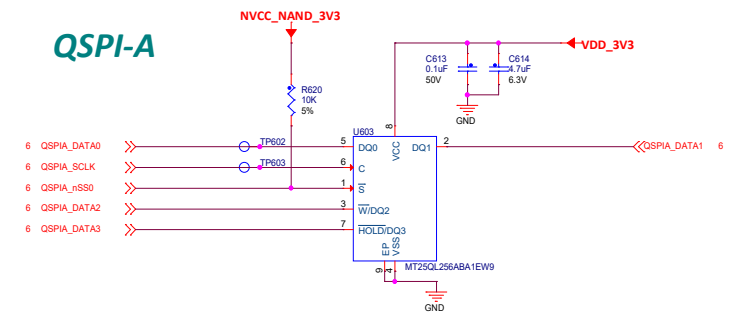 QSPI-A
NVCC_NAND_3V3
VDD_3V3
C613
0.1uF
50V
C614
4.7uF
6.3V
GND
R620
10K
5%
U603
8
VCC
6 QSPIA_DATA0
TP602
5 DQ0
DQ1 2
QSPIA_DATA1 6
6 QSPIA_SCLK
TP603
6 C
6 QSPIA_nSS0
1 S
6 QSPIA_DATA2
3 W/DQ2
6 QSPIA_DATA3
7 HOLD/DQ3
EP
VSS
9
4
MT25QL256ABA1EW9
GND